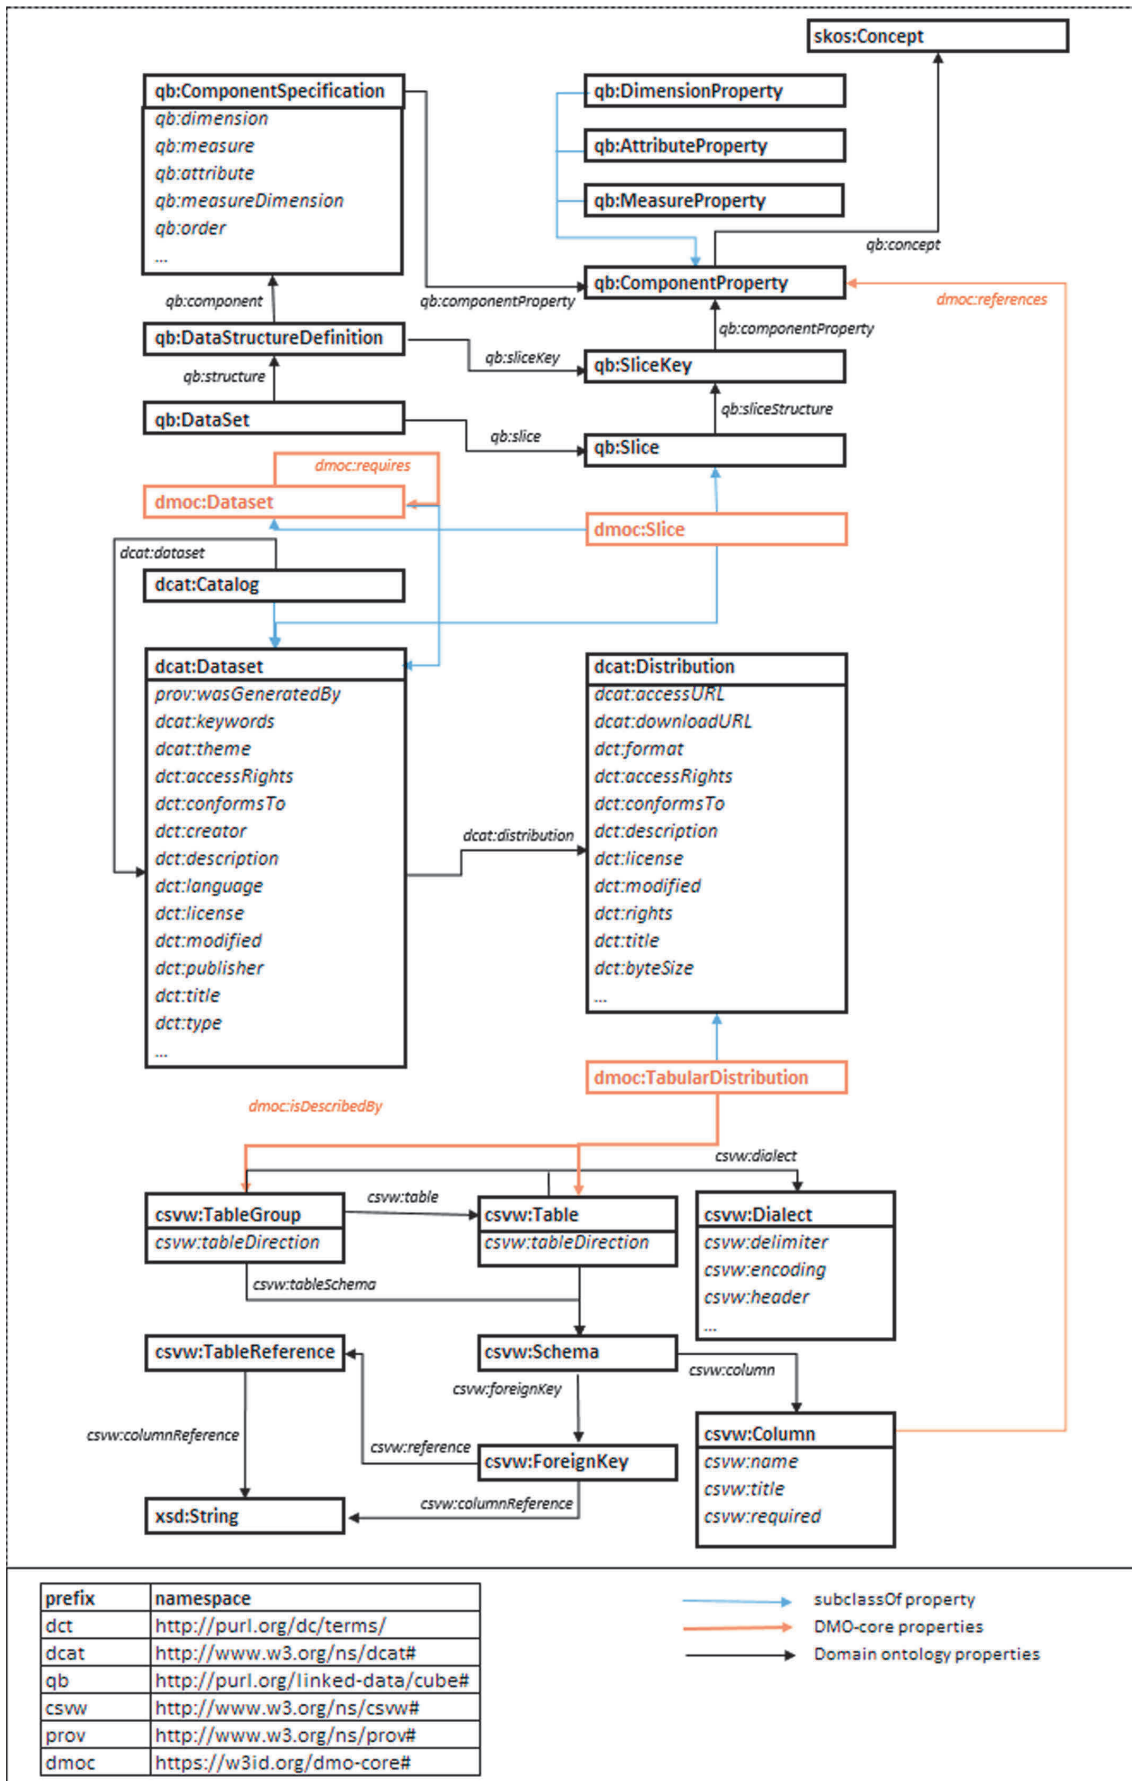 skos:Concept
qb:ComponentSpecification
qb:dimension
qb:measure
qb:attribute
qb:measureDimension
qb:order
...
qb:DimensionProperty
qb:AttributeProperty
qb:MeasureProperty
qb:concept
qb:ComponentProperty
qb:component
qb:componentProperty
dmoc:references
qb:componentProperty
qb:DataStructureDefinition
qb:sliceKey
qb:SliceKey
qb:structure
qb:sliceStructure
qb:DataSet
qb:slice
qb:Slice
dmoc:requires
dmoc:Dataset
dmoc:Slice
dcat:dataset
dcat:Catalog
dcat:Dataset
prov:wasGeneratedBy
dcat:keywords
dcat:theme
dct:accessRights
dct:conformsTo
dct:creator
dct:description
dct:language
dct:license
dct:modified
dct:publisher
dct:title
dct:type
...
dcat:distribution
dcat:Distribution
dcat:accessURL
dcat:downloadURL
dct:format
dct:accessRights
dct:conformsTo
dct:description
dct:license
dct:modified
dct:rights
dct:title
dct:byteSize
...
dmoc:TabularDistribution
dmoc:isDescribedBy
csvw:dialect
csvw:TableGroup
csvw:tableDirection
csvw:table
csvw:Table
csvw:tableDirection
csvw:Dialect
csvw:delimiter
csvw:encoding
csvw:header
...
csvw:tableSchema
csvw:TableReference
csvw:Schema
csvw:column
csvw:foreignKey
csvw:columnReference
csvw:reference
csvw:ForeignKey
csvw:Column
csvw:name
csvw:title
csvw:required
csvw:columnReference
xsd:String
prefix namespace
dct http://purl.org/dc/terms/
dcat http://www.w3.org/ns/dcat#
qb http://purl.org/linked-data/cube#
csvw http://www.w3.org/ns/csvw#
prov http://www.w3.org/ns/prov#
dmoc https://w3id.org/dmo-core#
subclassOf property
DMO-core properties
Domain ontology properties